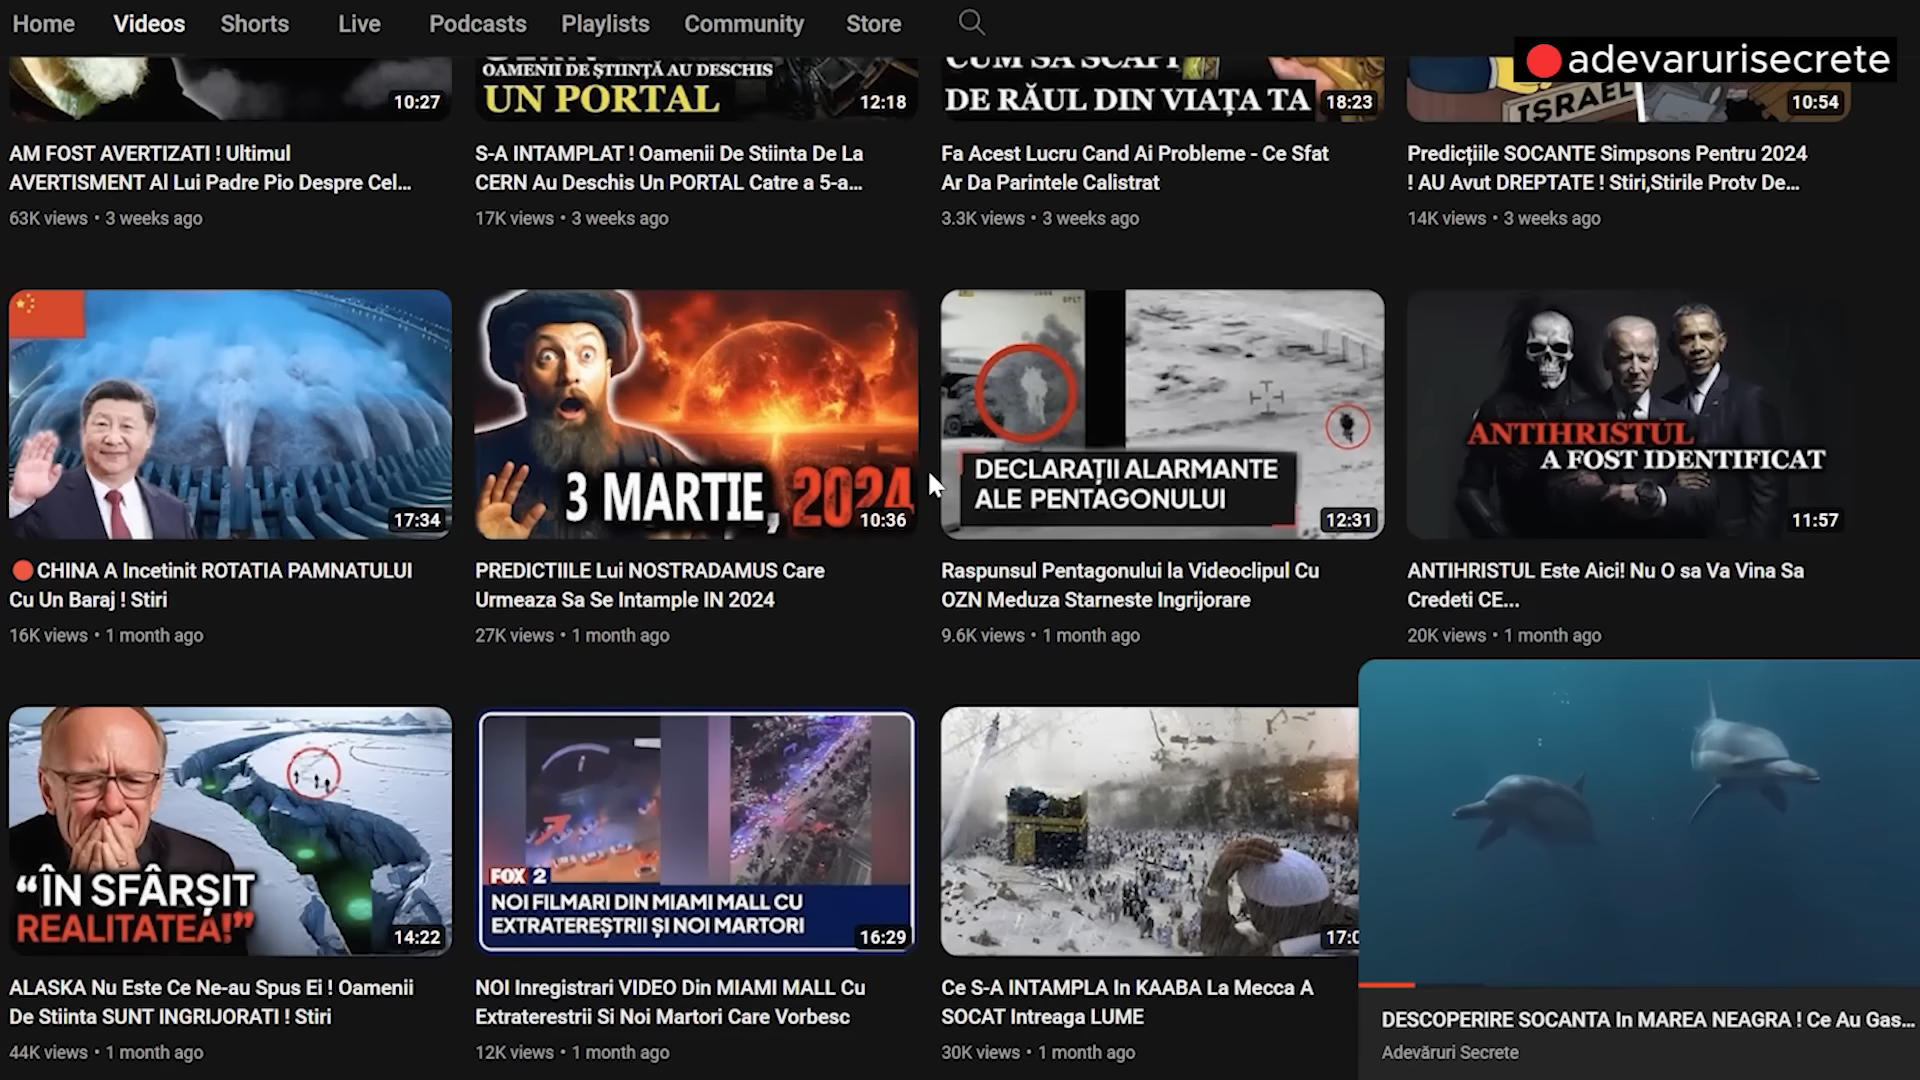 Home Videos Shorts Live Podcasts Playlists Community Store
adevarurisecrete
10:27
OAMENII DE ȘTIINȚĂ AU DESCHIS
UN PORTAL
12:18
CUM SĂ SCAPI
DE RĂUL DIN VIAȚA TA
18:23
ISRAEL
10:54
AM FOST AVERTIZATI ! Ultimul
AVERTISMENT Al Lui Padre Pio Despre Cel...
63K views • 3 weeks ago
S-A INTAMPLAT ! Oamenii De Stiinta De La
CERN Au Deschis Un PORTAL Catre a 5-a...
17K views • 3 weeks ago
Fa Acest Lucru Cand Ai Probleme - Ce Sfat
Ar Da Parintele Calistrat
3.3K views • 3 weeks ago
Predicțiile SOCANTE Simpsons Pentru 2024
! AU Avut DREPTATE ! Stiri,Stirile Protv De...
14K views • 3 weeks ago
17:34
3 MARTIE, 2024
10:36
DECLARAȚII ALARMANTE
ALE PENTAGONULUI
12:31
ANTIHRISTUL
A FOST IDENTIFICAT
11:57
CHINA A Incetinit ROTATIA PAMNATULUI
Cu Un Baraj ! Stiri
16K views • 1 month ago
PREDICTIILE Lui NOSTRADAMUS Care
Urmeaza Sa Se Intample IN 2024
27K views • 1 month ago
Raspunsul Pentagonului la Videoclipul Cu
OZN Meduza Starneste Ingrijorare
9.6K views • 1 month ago
ANTIHRISTUL Este Aici! Nu O sa Va Vina Sa
Credeti CE...
20K views • 1 month ago
“ÎN SFÂRȘIT
REALITATEA!”
14:22
FOX 2
NOI FILMARI DIN MIAMI MALL CU
EXTRATEREȘTRII ȘI NOI MARTORI
16:29
17:0
ALASKA Nu Este Ce Ne-au Spus Ei ! Oamenii
De Stiinta SUNT INGRIJORATI ! Stiri
44K views • 1 month ago
NOI Inregistrari VIDEO Din MIAMI MALL Cu
Extraterestrii Si Noi Martori Care Vorbesc
12K views • 1 month ago
Ce S-A INTAMPLA In KAABA La Mecca A
SOCAT Intreaga LUME
30K views • 1 month ago
DESCOPERIRE SOCANTA In MAREA NEAGRA ! Ce Au Gas...
Adevăruri Secrete